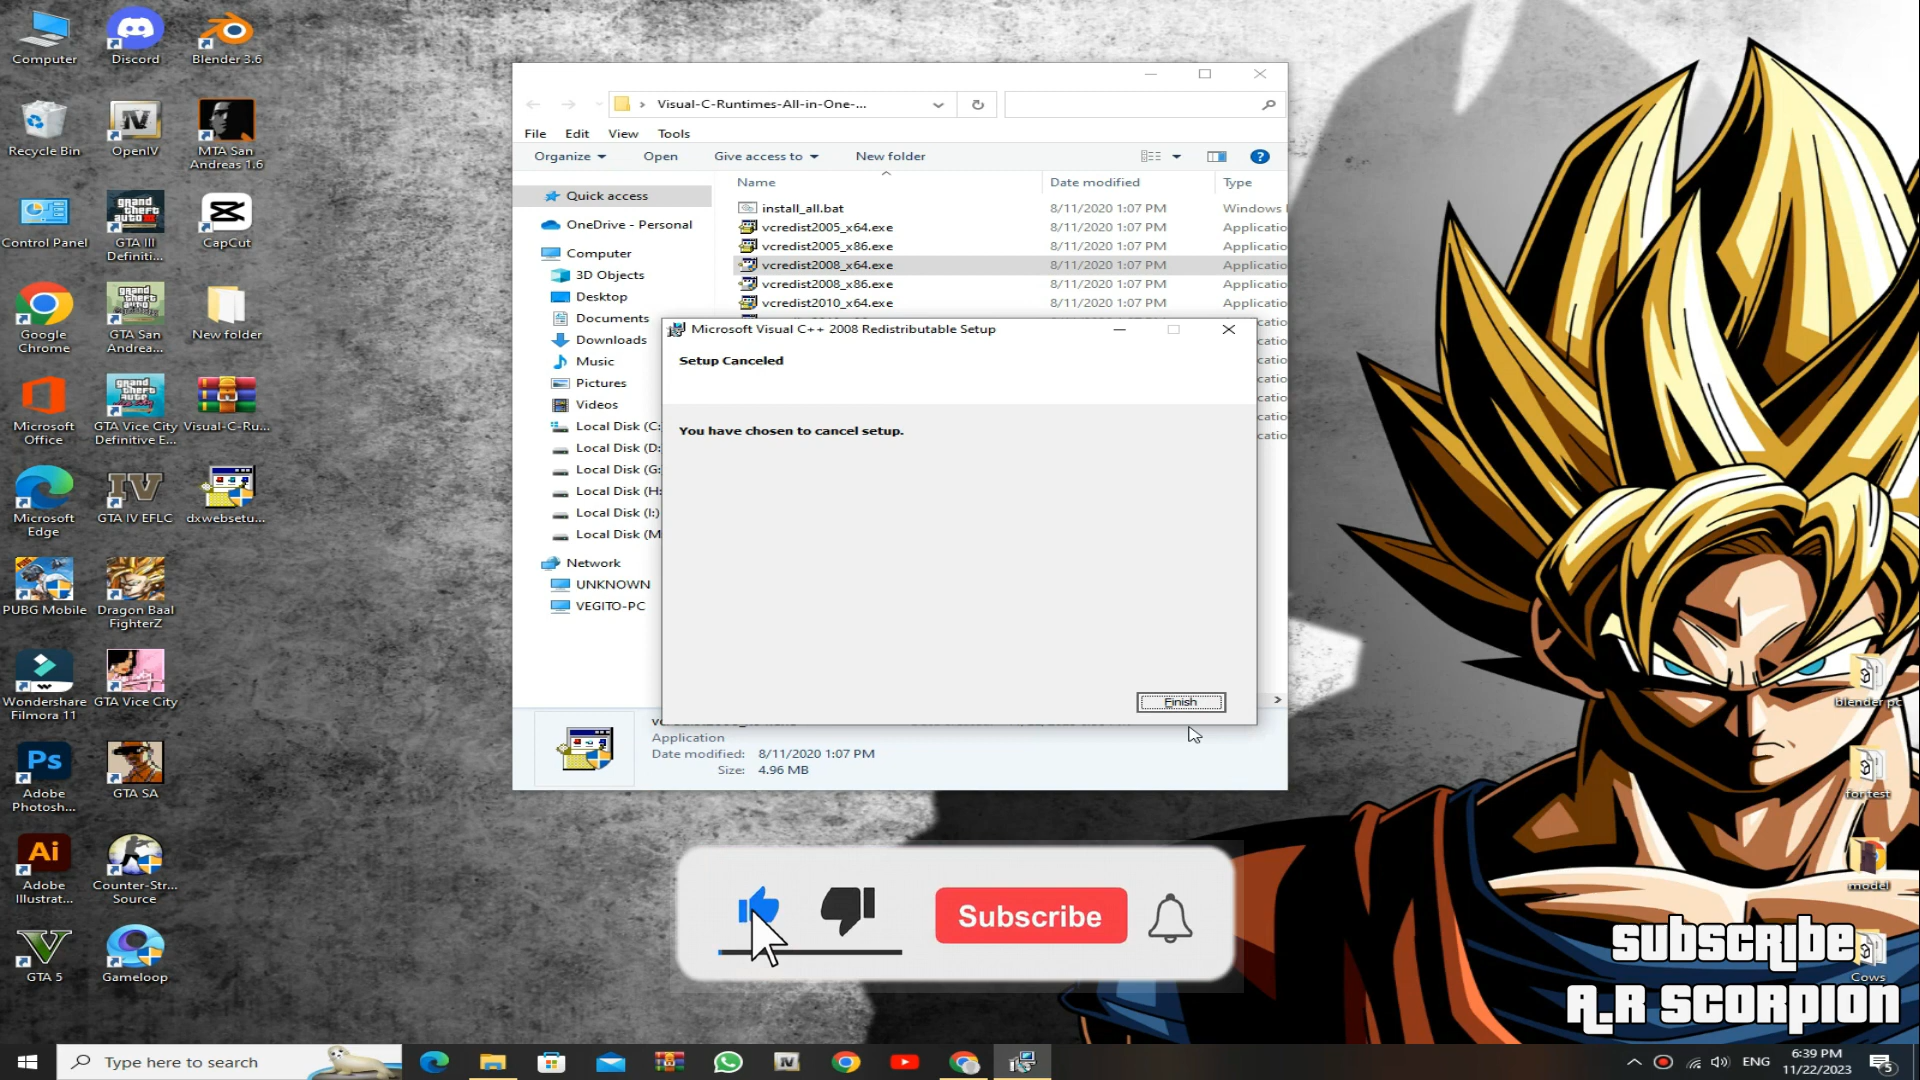 Computer
Discord
Blender 3.6
Recycle Bin
OpenIV
MTA San
Andreas 1.6
Control Panel
GTA III
Definiti...
CapCut
Google
Chrome
GTA San
Andrea...
New folder
Microsoft
Office
GTA Vice City
Definitive E...
Visual-C-Ru...
Microsoft
Edge
GTA IV EFLC
dxwebsetu...
PUBG Mobile
Dragon Baal
FighterZ
Wondershare
Filmora 11
GTA Vice City
Adobe
Photosh...
GTA SA
Adobe
Illustrat...
Counter-Str...
Source
GTA 5
Gameloop
Visual-C-Runtimes-All-in-One-...
File Edit View Tools
Organize Open Give access to New folder
Name Date modified Type
Quick access
OneDrive - Personal
Computer
3D Objects
Desktop
Documents
Downloads
Music
Pictures
Videos
Local Disk (C:
Local Disk (D:
Local Disk (G:
Local Disk (H:
Local Disk (I:)
Local Disk (M
Network
UNKNOWN
VEGITO-PC
install_all.bat 8/11/2020 1:07 PM Windows
vcredist2005_x64.exe 8/11/2020 1:07 PM Applicatio
vcredist2005_x86.exe 8/11/2020 1:07 PM Applicatio
vcredist2008_x64.exe 8/11/2020 1:07 PM Applicatio
vcredist2008_x86.exe 8/11/2020 1:07 PM Applicatio
vcredist2010_x64.exe 8/11/2020 1:07 PM Applicatio
Microsoft Visual C++ 2008 Redistributable Setup
Setup Canceled
You have chosen to cancel setup.
Finish
Application
Date modified: 8/11/2020 1:07 PM
Size: 4.96 MB
Subscribe
blender pc
for test
model
Cows
SUBSCRIBE
A.R SCORPION
Type here to search
ENG
6:39 PM
11/22/2023
5